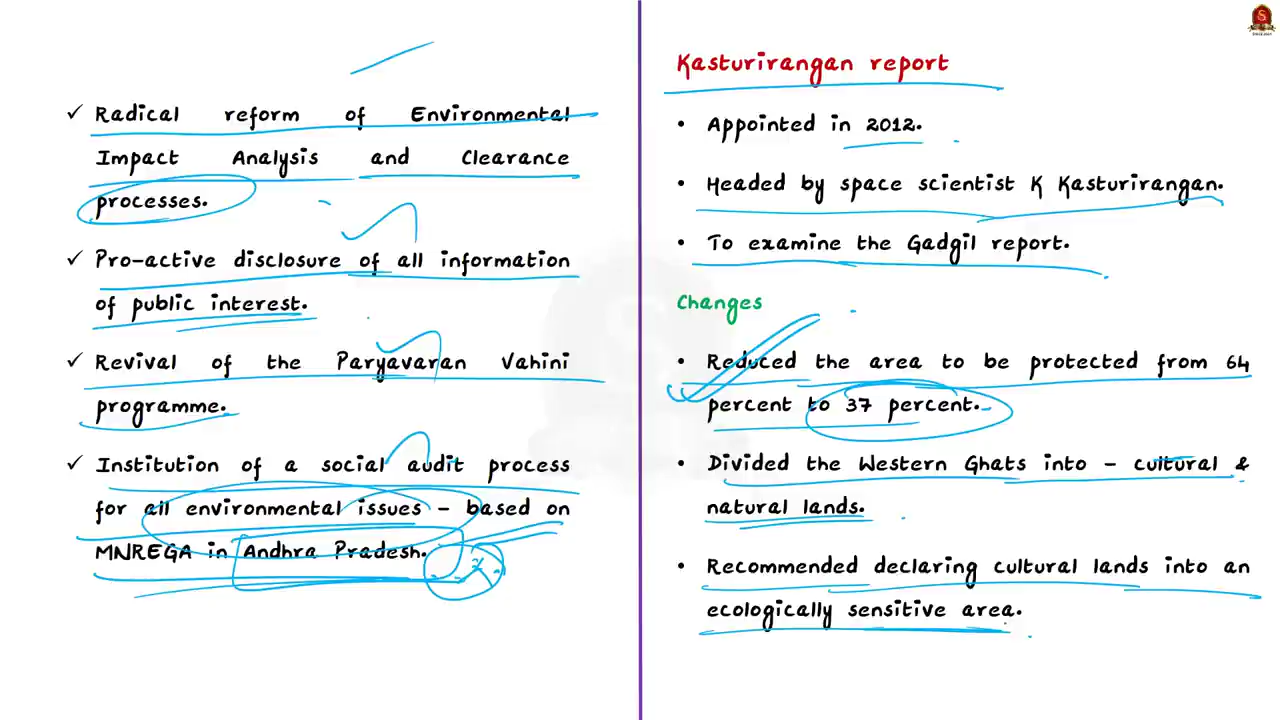 ✓ Radical reform of Environmental
Impact Analysis and Clearance
processes.
✓ Pro-active disclosure of all information
of public interest.
✓ Revival of the Paryavaran Vahini
programme.
✓ Institution of a social audit process
for all environmental issues – based on
MNREGA in Andhra Pradesh.
Kasturirangan report
• Appointed in 2012.
• Headed by space scientist K Kasturirangan.
• To examine the Gadgil report.
Changes
• Reduced the area to be protected from 64
percent to 37 percent.
• Divided the Western Ghats into – cultural &
natural lands.
• Recommended declaring cultural lands into an
ecologically sensitive area.